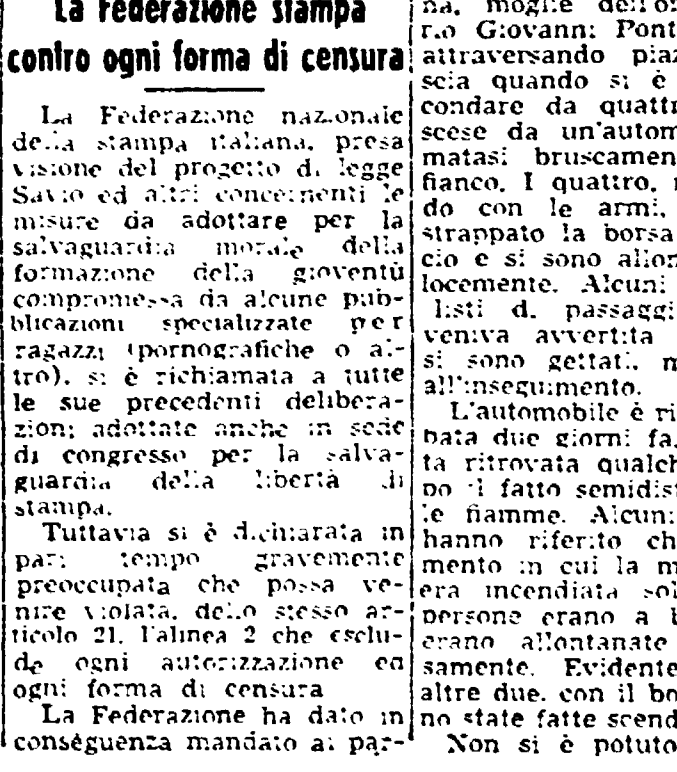 La Federazione stampa
contro ogni forma di censura
La Federazione nazionale
della stampa italiana, presa
visione del progetto di legge
Savio ed altri concernenti le
misure da adottare per la
salvaguardia morale della
formazione della gioventù
compromessa da alcune pub-
blicazioni specializzate per
ragazzi (pornografiche o al-
tro), si è richiamata a tutte
le sue precedenti delibera-
zioni adottate anche in sede
di congresso per la salva-
guardia della libertà di
stampa.
Tuttavia si è dichiarata in
pari tempo gravemente
preoccupata che possa ve-
nire violata, dello stesso ar-
ticolo 21, l'alinea 2 che esclu-
de ogni autorizzazione ed
ogni forma di censura
La Federazione ha dato in
conseguenza mandato ai par-
na, moglie dell'o
rio Giovanni Pont
attraversando piaz
scia quando si è
condare da quattr
scese da un'autom
matasi bruscamen
fianco. I quattro,
do con le armi,
strappato la borsa
cio e si sono allon
locemente. Alcuni
listi di passaggi
veniva avvertita
si sono gettati, m
all'inseguimento.
L'automobile è ri
bata due giorni fa,
ta ritrovata qualch
po il fatto semidist
le fiamme. Alcuni
hanno riferito ch
mento in cui la m
era incendiata sol
persone erano a b
erano allontanate
samente. Evidente
altre due, con il bo
no state fatte scend
Non si è potuto